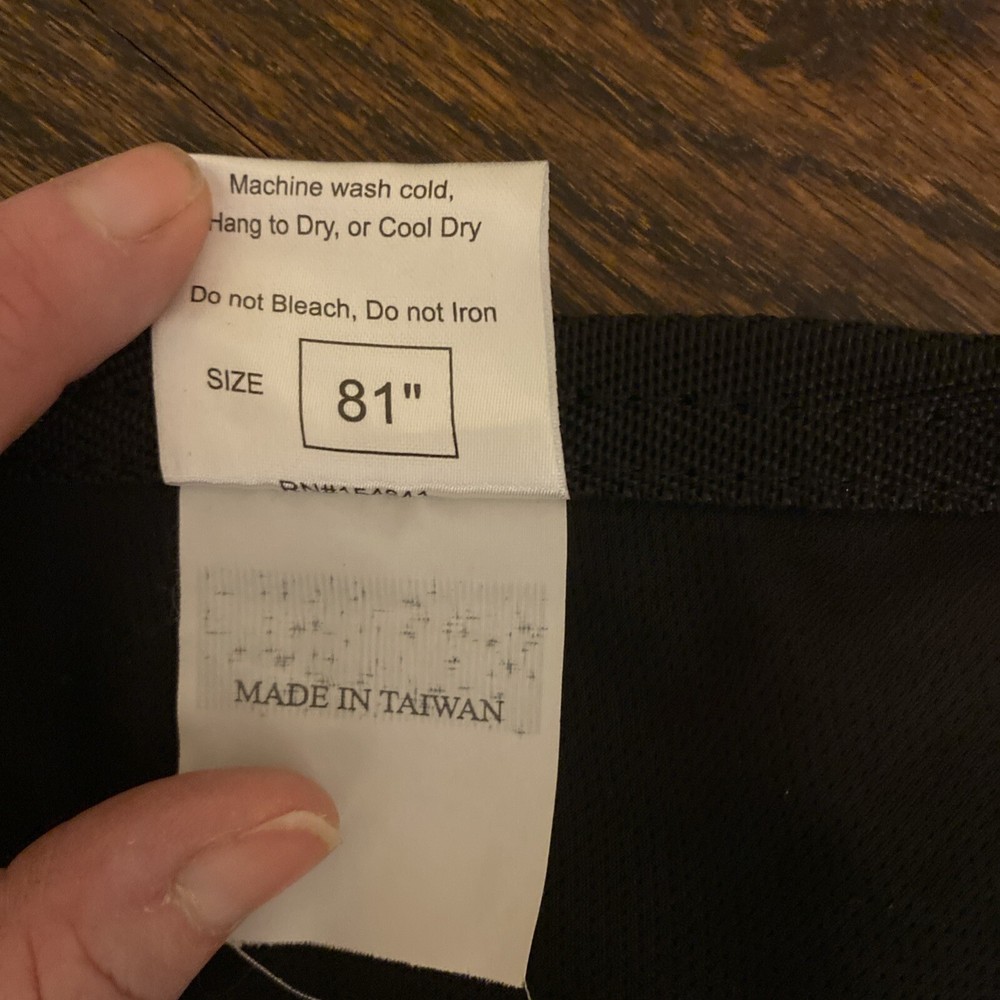 Machine wash cold,
Hang to Dry, or Cool Dry
Do not Bleach, Do not Iron
SIZE 81"
MADE IN TAIWAN